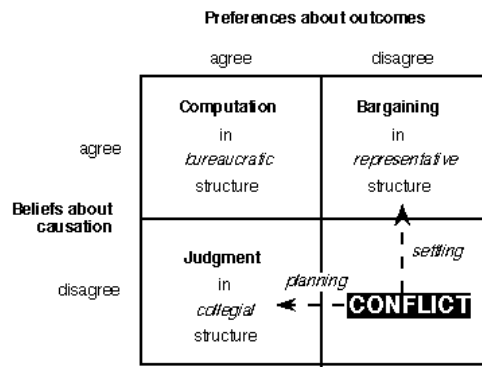 Preferences about outcomes
agree disagree
Computation
in
bureaucratic
structure
Bargaining
in
representative
structure
agree
Beliefs about
causation
settling
Judgment
in
collegial
structure
planning
disagree
CONFLICT